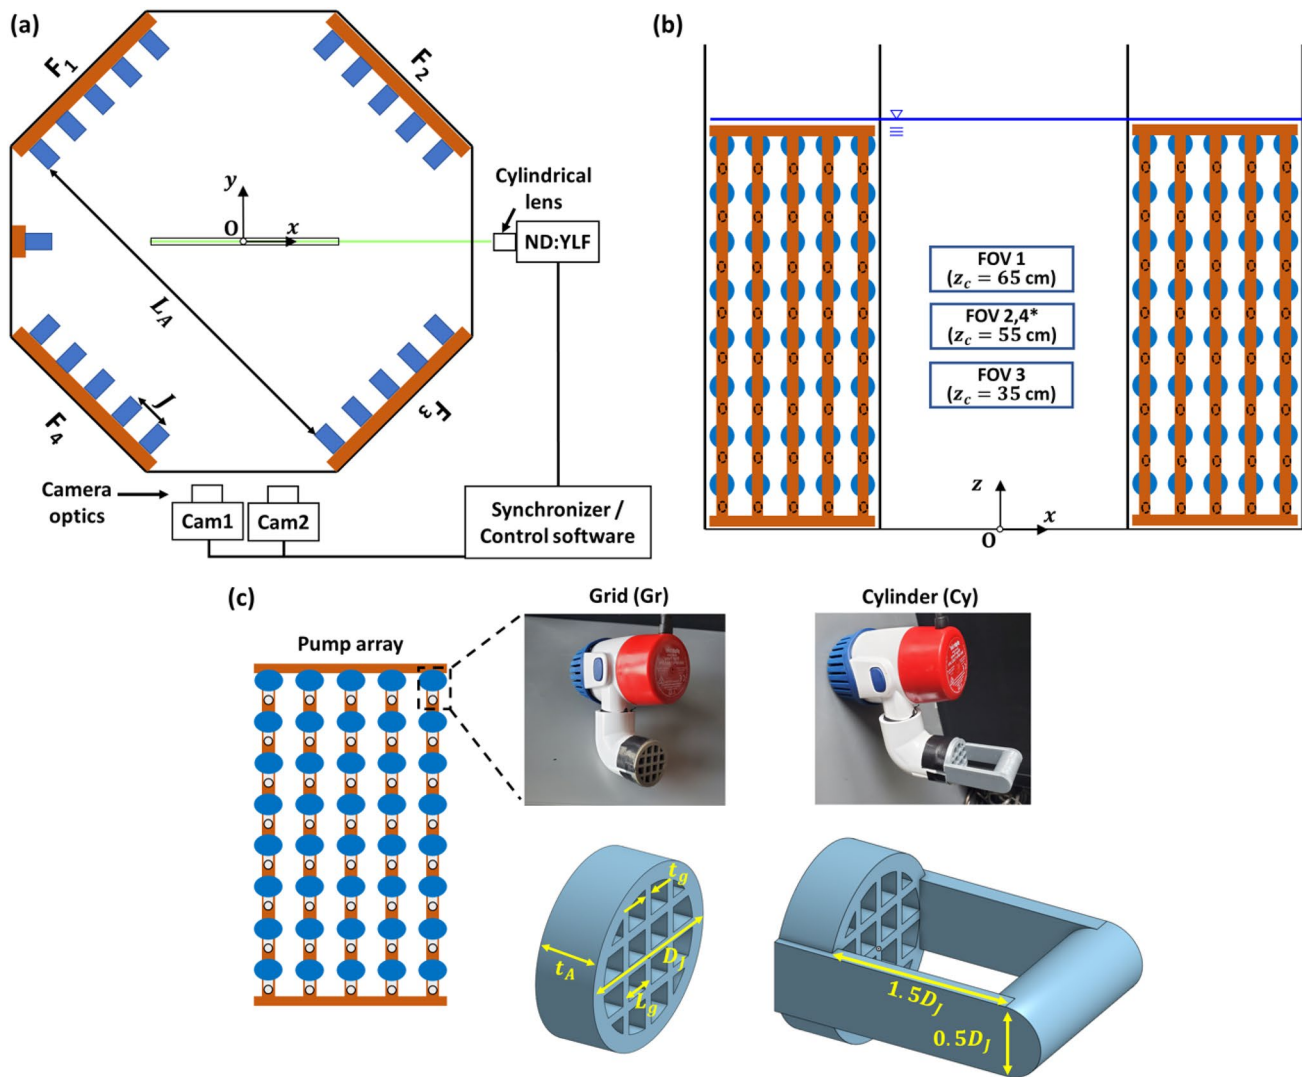 (a)
F1
F2
y
O
x
Cylindrical
lens
ND:YLF
LA
F4
J
F3
Camera
optics
Cam1
Cam2
Synchronizer /
Control software
(b)
FOV 1
(zc = 65 cm)
FOV 2,4*
(zc = 55 cm)
FOV 3
(zc = 35 cm)
z
x
O
(c)
Pump array
Grid (Gr)
Cylinder (Cy)
tg
DJ
tA
Lg
1.5DJ
0.5DJ